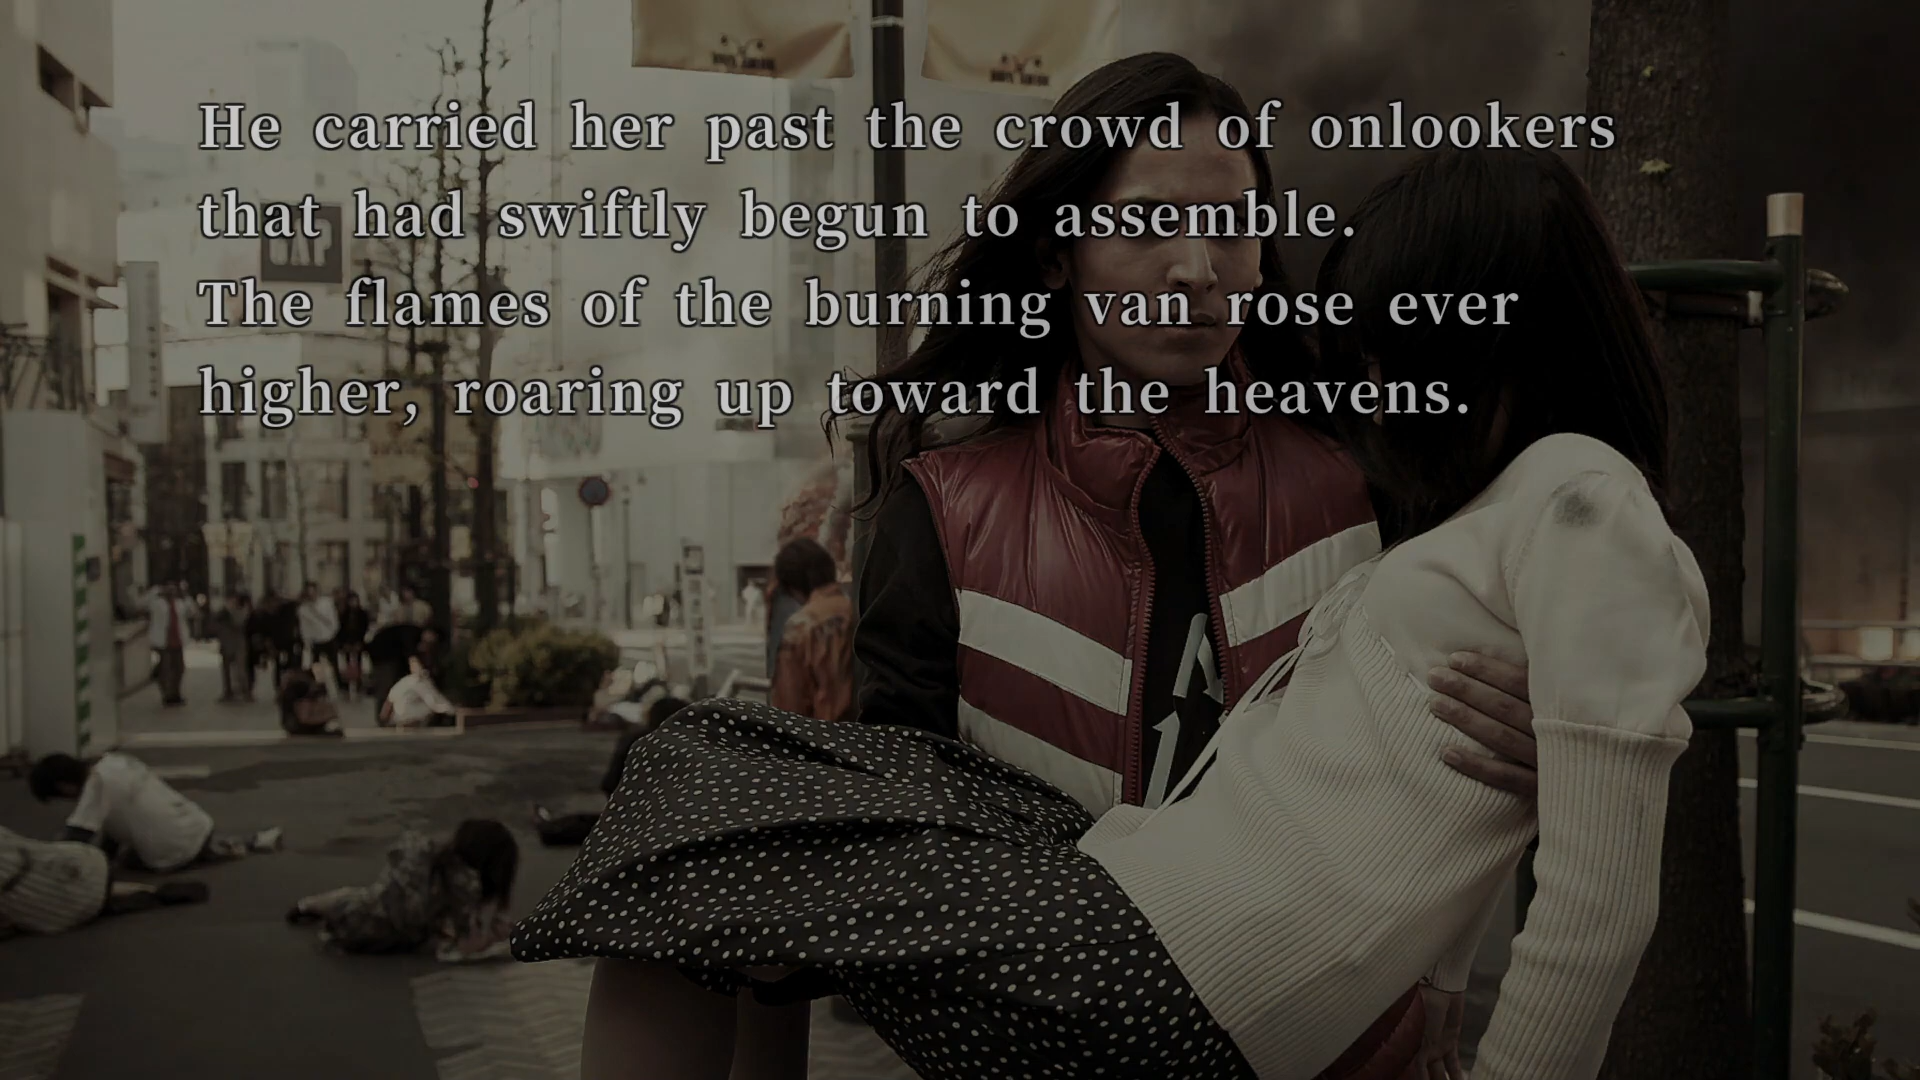 He carried her past the crowd of onlookers
that had swiftly begun to assemble.
The flames of the burning van rose ever
higher, roaring up toward the heavens.
GAP